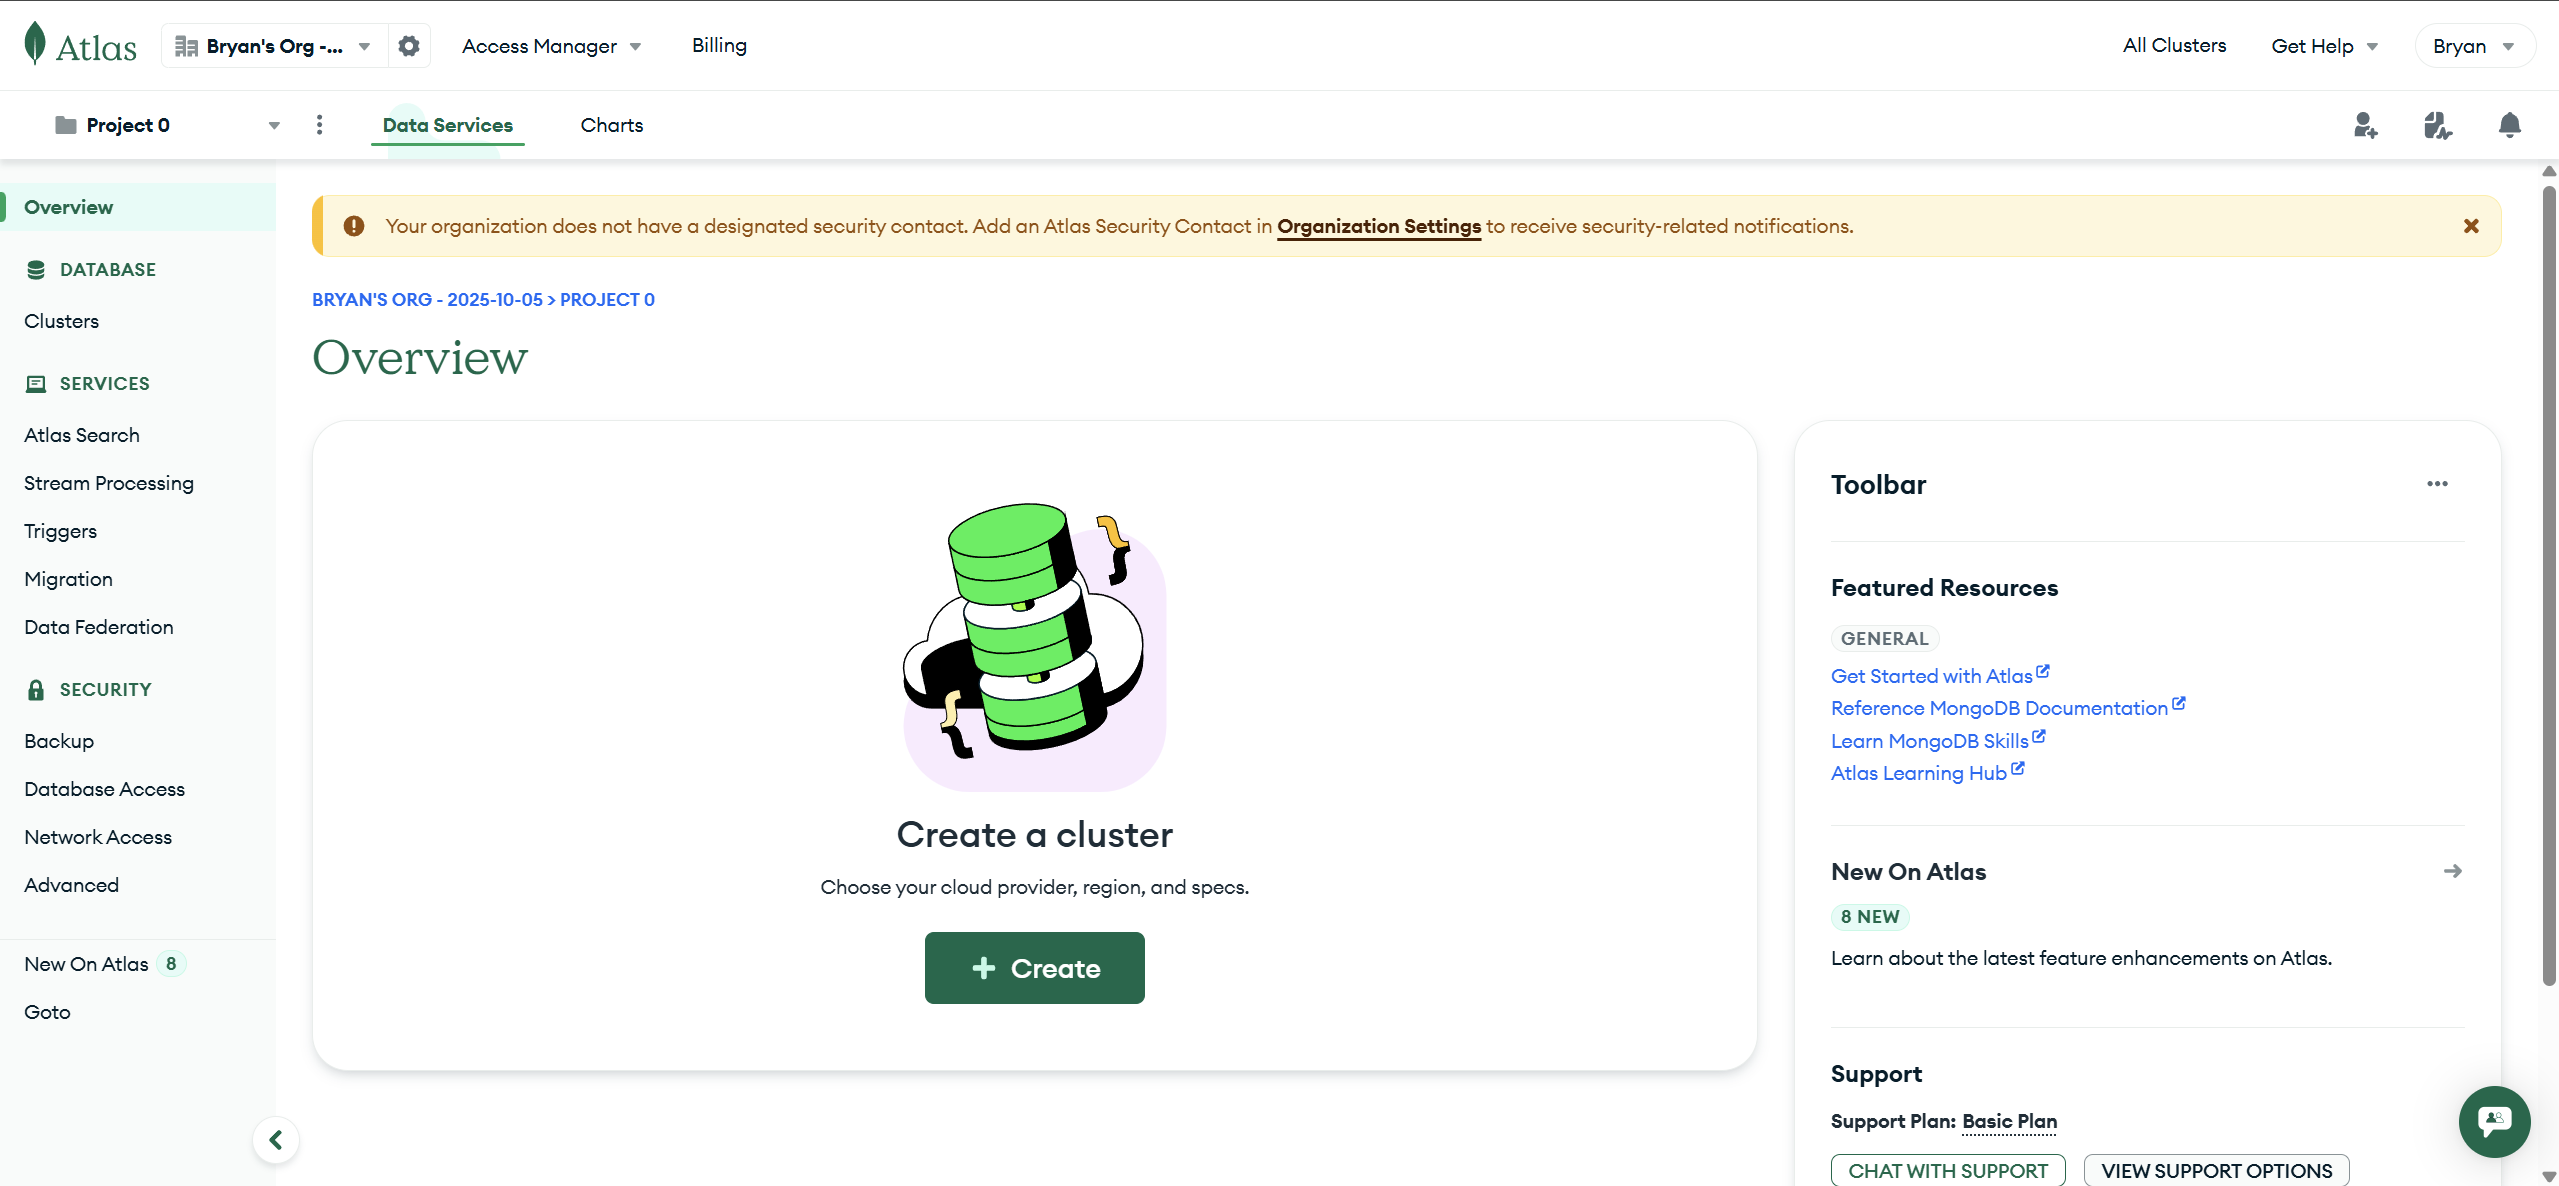 Atlas
Bryan's Org -...
Access Manager
Billing
All Clusters
Get Help
Bryan
Project 0
Data Services
Charts
Overview
DATABASE
Clusters
SERVICES
Atlas Search
Stream Processing
Triggers
Migration
Data Federation
SECURITY
Backup
Database Access
Network Access
Advanced
New On Atlas 8
Goto
Your organization does not have a designated security contact. Add an Atlas Security Contact in Organization Settings to receive security-related notifications.
BRYAN'S ORG - 2025-10-05 > PROJECT 0
Overview
Create a cluster
Choose your cloud provider, region, and specs.
+ Create
Toolbar
Featured Resources
GENERAL
Get Started with Atlas
Reference MongoDB Documentation
Learn MongoDB Skills
Atlas Learning Hub
New On Atlas
8 NEW
Learn about the latest feature enhancements on Atlas.
Support
Support Plan: Basic Plan
CHAT WITH SUPPORT
VIEW SUPPORT OPTIONS